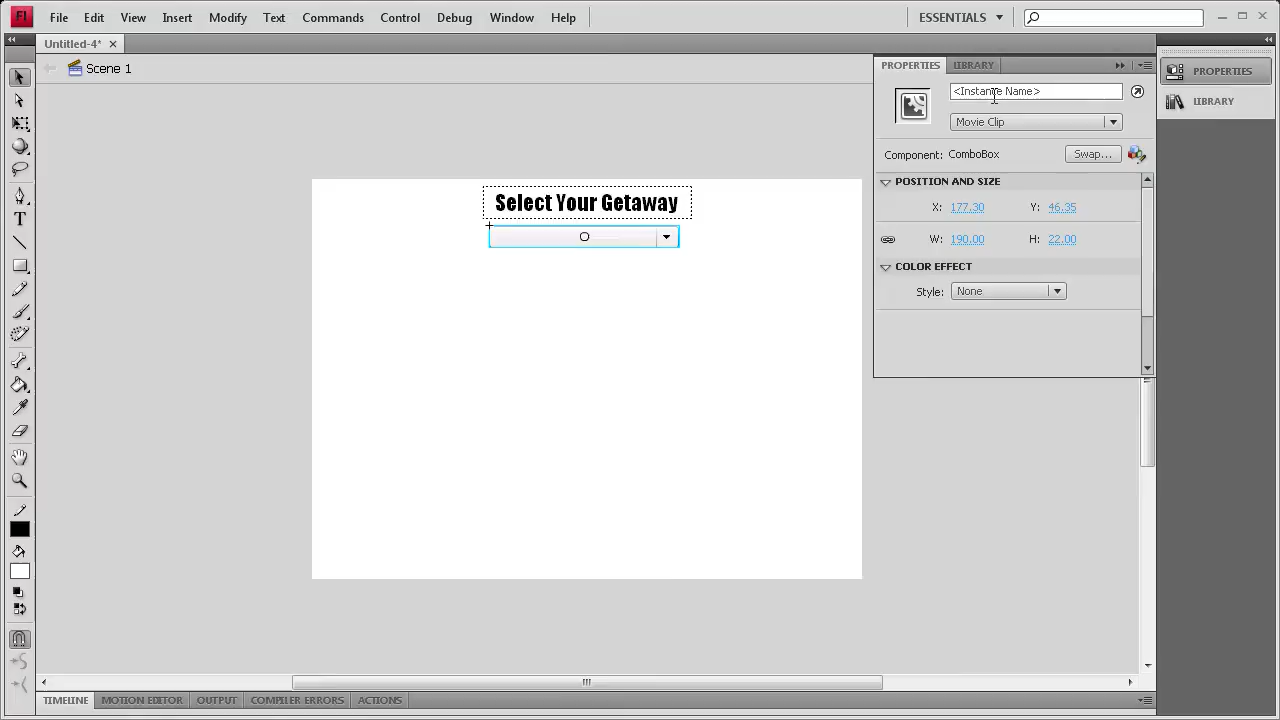 Fl File Edit View Insert Modify Text Commands Control Debug Window Help ESSENTIALS
Untitled-4*
Scene 1
PROPERTIES LIBRARY
<Instance Name>
Movie Clip
Component: ComboBox Swap...
POSITION AND SIZE
X: 177.30 Y: 46.35
W: 190.00 H: 22.00
COLOR EFFECT
Style: None
PROPERTIES
LIBRARY
Select Your Getaway
TIMELINE MOTION EDITOR OUTPUT COMPILER ERRORS ACTIONS